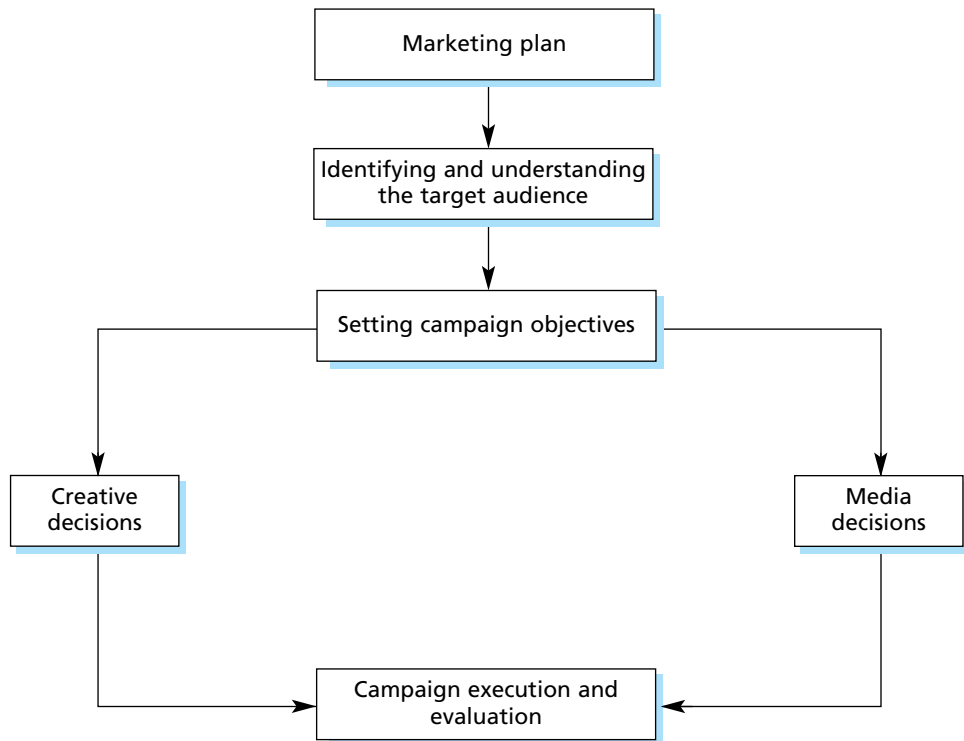 Marketing plan
Identifying and understanding
the target audience
Setting campaign objectives
Creative
decisions
Media
decisions
Campaign execution and
evaluation